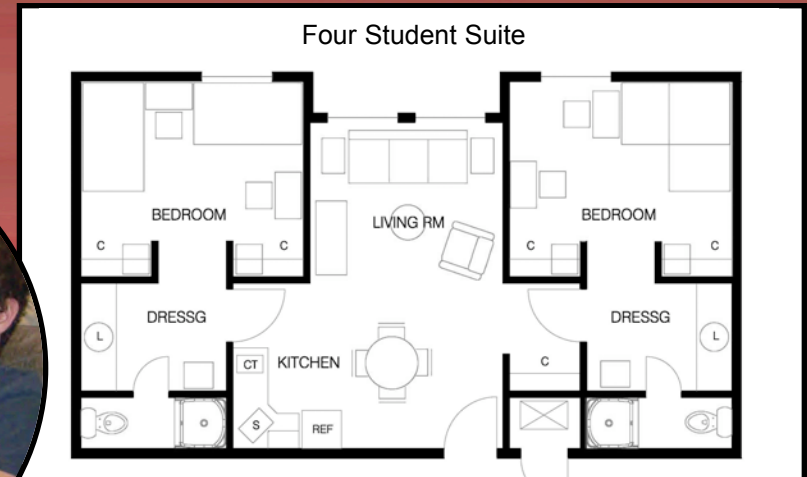 Four Student Suite
BEDROOM
LIVING RM
BEDROOM
C
C
C
C
DRESSG
DRESSG
L
L
CT
KITCHEN
C
S
REF